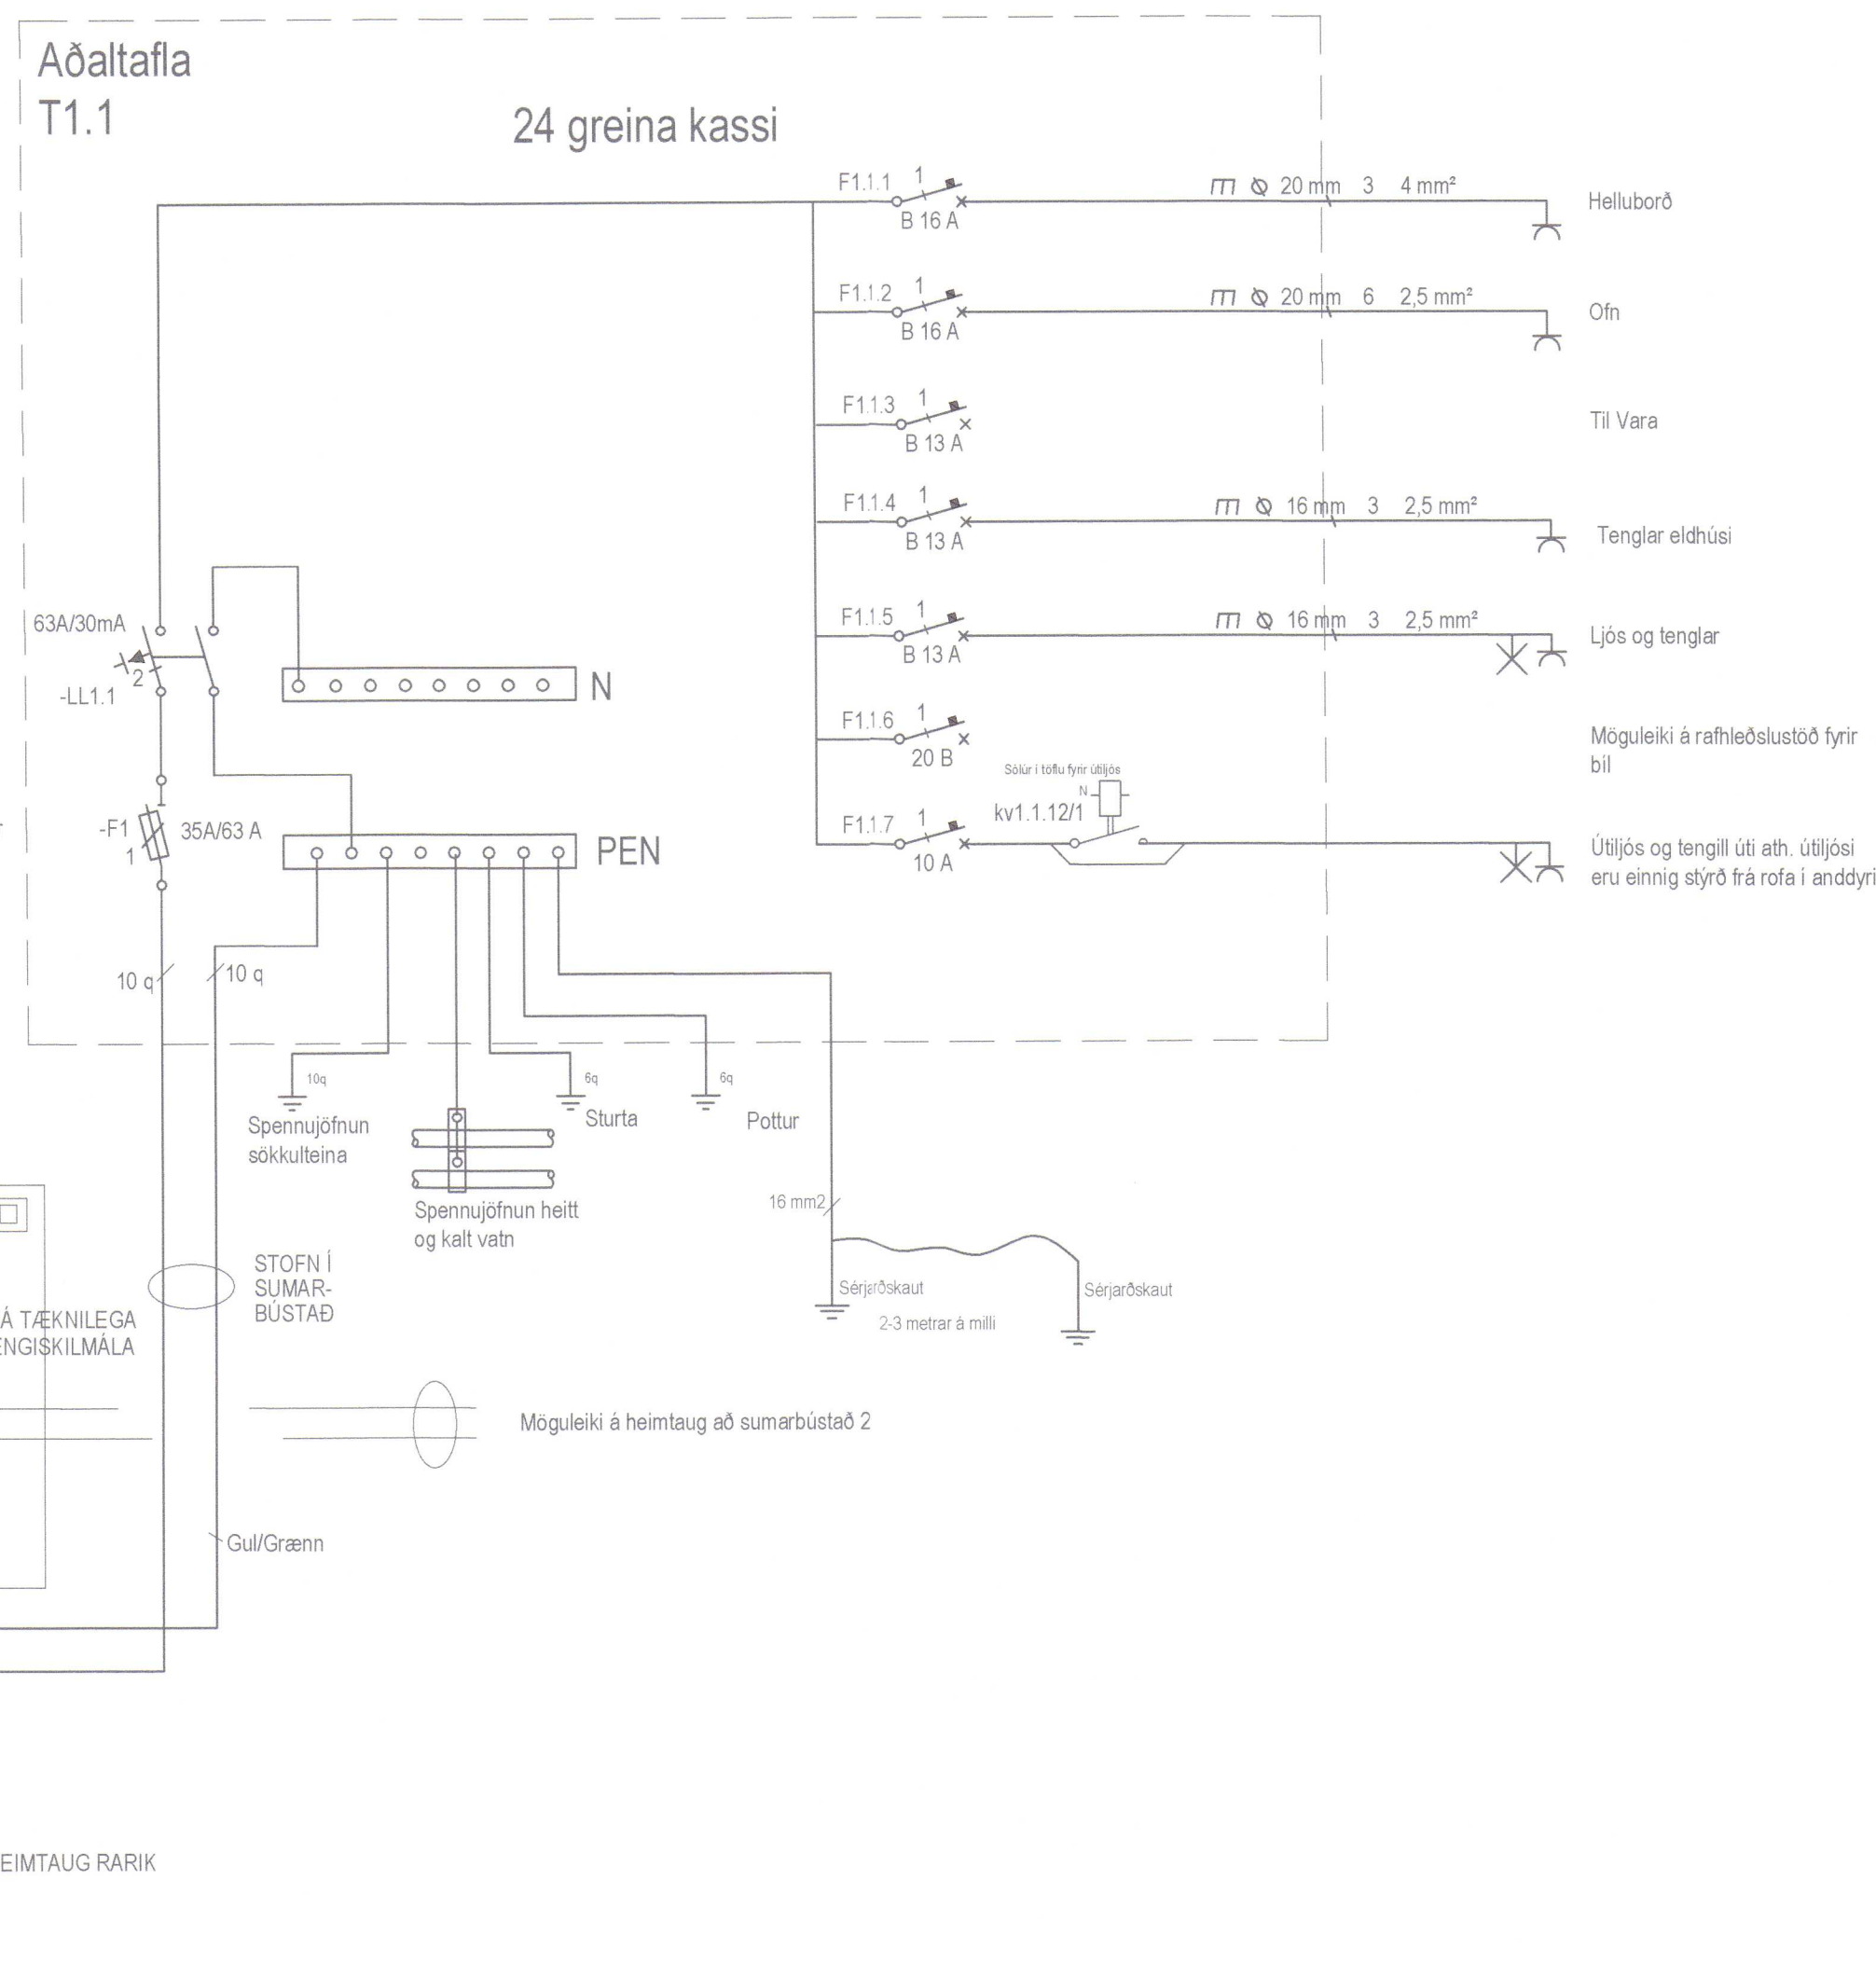 Aðaltafla
T1.1
24 greina kassi
F1.1.1 1
B 16 A
20 mm 3 4 mm²
Helluborð
F1.1.2 1
B 16 A
20 mm 6 2,5 mm²
Ofn
F1.1.3 1
B 13 A
Til Vara
F1.1.4 1
B 13 A
16 mm 3 2,5 mm²
Tenglar eldhúsi
F1.1.5 1
B 13 A
16 mm 3 2,5 mm²
Ljós og tenglar
F1.1.6 1
20 B
Möguleiki á rafhleðslustöð fyrir
bíl
Sólúr í töflu fyrir útiljós
N
kv1.1.12/1
F1.1.7 1
10 A
Útiljós og tengill úti ath. útiljósi
eru einnig stýrð frá rofa í anddyri
63A/30mA
2
-LL1.1
N
-F1
1
35A/63 A
PEN
10 q
10 q
10q
Spennujöfnun
sökkulteina
6q
Sturta
6q
Pottur
Spennujöfnun heitt
og kalt vatn
16 mm2
Sérjarðskaut
2-3 metrar á milli
Sérjarðskaut
STOFN Í
SUMAR-
BÚSTAÐ
Á TÆKNILEGA
ENGISKILMÁLA
Möguleiki á heimtaug að sumarbústað 2
Gul/Grænn
EIMTAUG RARIK